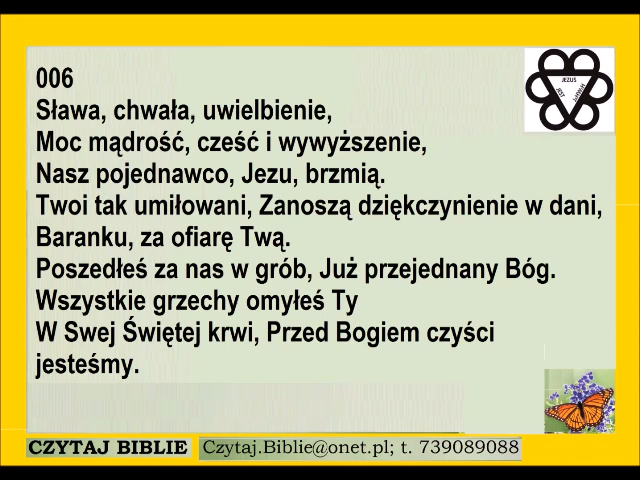 006
Sława, chwała, uwielbienie,
Moc mądrość, cześć i wywyższenie,
Nasz pojednawco, Jezu, brzmią.
Twoi tak umiłowani, Zanoszą dziękczynienie w dani,
Baranku, za ofiarę Twą.
Poszedłeś za nas w grób, Już przejednany Bóg.
Wszystkie grzechy omyłeś Ty
W Swej Świętej krwi, Przed Bogiem czyści
jesteśmy.
JEZUS
JEST
CZYTAJ BIBLIE Czytaj.Biblie@onet.pl; t. 739089088